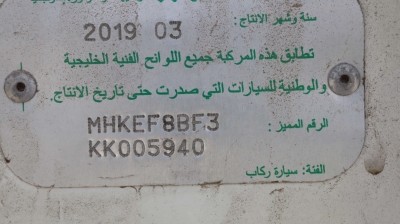 سنة وشهر الانتاج:
2019 03
تطابق هذه المركبة جميع اللوائح الفنية الخليجية
والوطنية للسيارات التي صدرت حتى تاريخ الانتاج.
الرقم المميز: MHKEF8BF3
KK005940
الفئة: سيارة ركاب